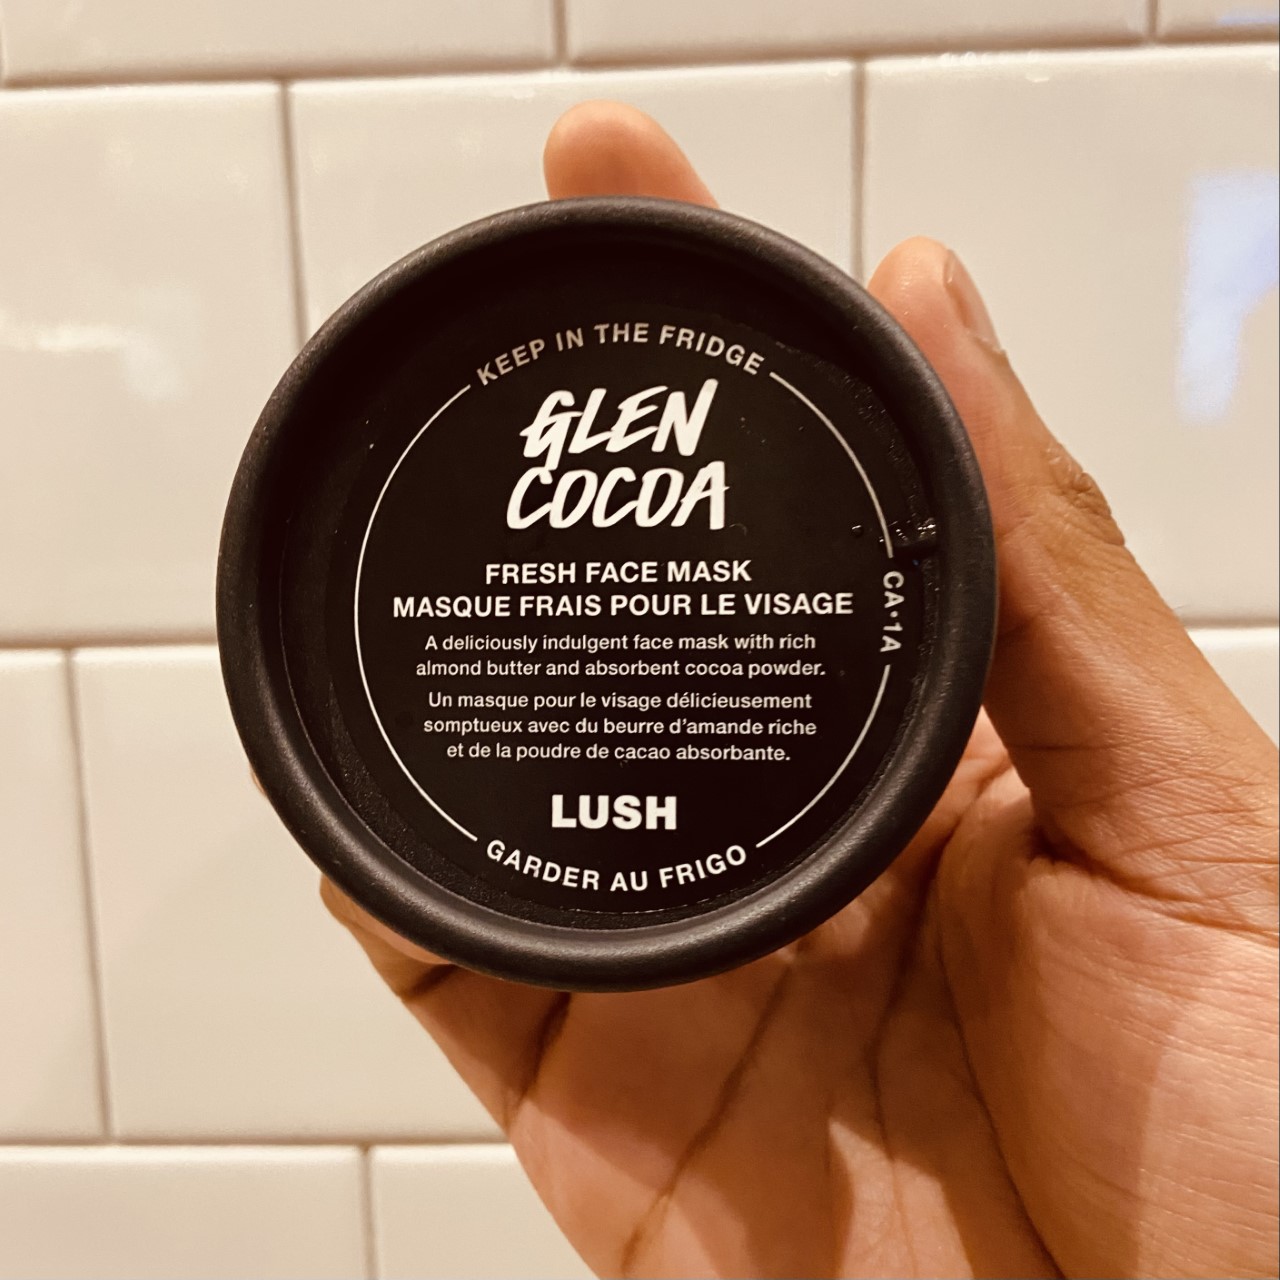 KEEP IN THE FRIDGE
GLEN
COCOA
FRESH FACE MASK
MASQUE FRAIS POUR LE VISAGE
CA•1A
A deliciously indulgent face mask with rich
almond butter and absorbent cocoa powder.
Un masque pour le visage délicieusement
somptueux avec du beurre d'amande riche
et de la poudre de cacao absorbante.
LUSH
GARDER AU FRIGO